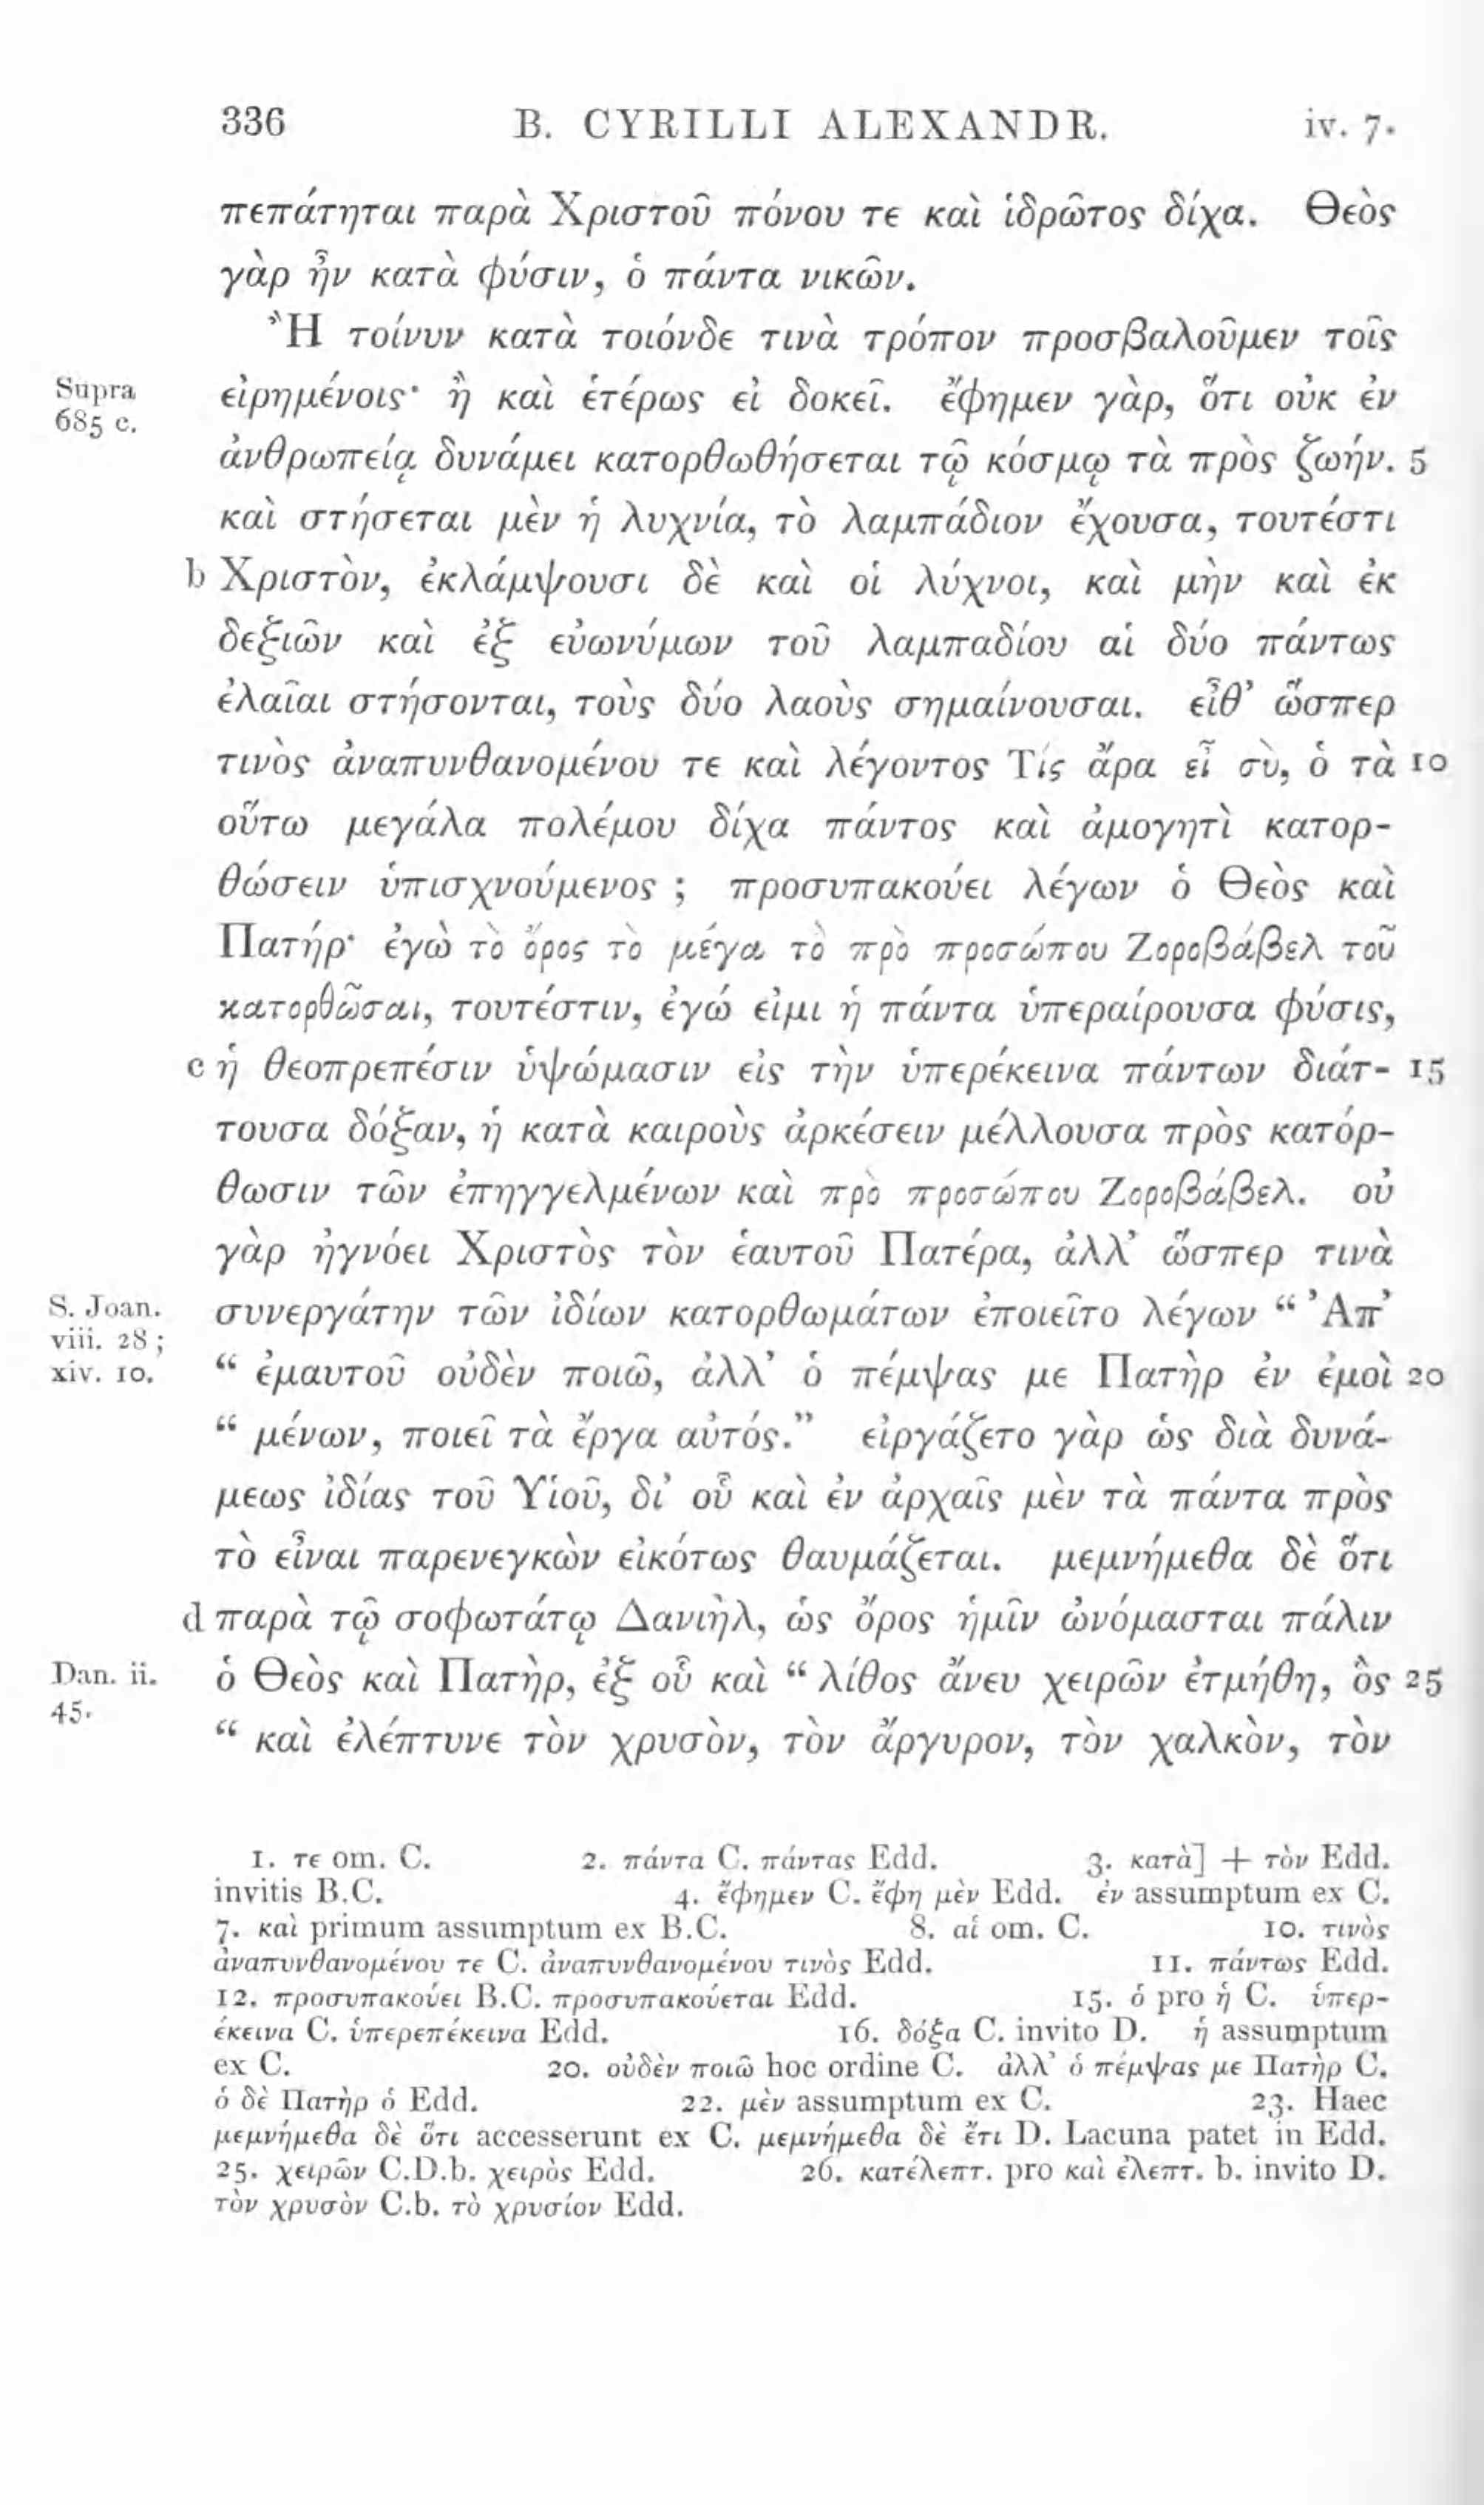 336 B. CYRILLI ALEXANDR. iv. 7.
πεπάτηται παρὰ Χριστοῦ πόνου τε καὶ ἱδρῶτος δίχα. Θεὸς
γὰρ ἦν κατὰ φύσιν, ὁ πάντα νικῶν.
Ἢ τοίνυν κατὰ τοιόνδε τινὰ τρόπον προσβαλοῦμεν τοῖς
Supra
685 c.
εἰρημένοις· ἢ καὶ ἑτέρως εἰ δοκεῖ. ἔφημεν γὰρ, ὅτι οὐκ ἐν
ἀνθρωπείᾳ δυνάμει κατορθωθήσεται τῷ κόσμῳ τὰ πρὸς ζωήν. 5
καὶ στήσεται μὲν ἡ λυχνία, τὸ λαμπάδιον ἔχουσα, τουτέστι
b Χριστὸν, ἐκλάμψουσι δὲ καὶ οἱ λύχνοι, καὶ μὴν καὶ ἐκ
δεξιῶν καὶ ἐξ εὐωνύμων τοῦ λαμπαδίου αἱ δύο πάντως
ἐλαῖαι στήσονται, τοὺς δύο λαοὺς σημαίνουσαι. εἶθ’ ὥσπερ
τινὸς ἀναπυνθανομένου τε καὶ λέγοντος Τίς ἄρα εἶ σὺ, ὁ τὰ 10
οὕτω μεγάλα πολέμου δίχα παντὸς καὶ ἀμογητὶ κατορ-
θώσειν ὑπισχνούμενος ; προσυπακούει λέγων ὁ Θεὸς καὶ
Πατήρ· ἐγὼ τὸ ὄρος τὸ μέγα τὸ πρὸ προσώπου Ζοροβάβελ τοῦ
κατορθῶσαι, τουτέστιν, ἐγώ εἰμι ἡ πάντα ὑπεραίρουσα φύσις,
c ἡ θεοπρεπέσιν ὑψώμασιν εἰς τὴν ὑπερέκεινα πάντων διάτ- 15
τουσα δόξαν, ἡ κατὰ καιροὺς ἀρκέσειν μέλλουσα πρὸς κατόρ-
θωσιν τῶν ἐπηγγελμένων καὶ πρὸ προσώπου Ζοροβάβελ. οὐ
γὰρ ἠγνόει Χριστὸς τὸν ἑαυτοῦ Πατέρα, ἀλλ’ ὥσπερ τινὰ
S. Joan.
viii. 28 ;
xiv. 10.
συνεργάτην τῶν ἰδίων κατορθωμάτων ἐποιεῖτο λέγων “ Ἀπ’
“ ἐμαυτοῦ οὐδὲν ποιῶ, ἀλλ’ ὁ πέμψας με Πατὴρ ἐν ἐμοὶ 20
“ μένων, ποιεῖ τὰ ἔργα αὐτός.” εἰργάζετο γὰρ ὡς διὰ δυνά-
μεως ἰδίας τοῦ Υἱοῦ, δι’ οὗ καὶ ἐν ἀρχαῖς μὲν τὰ πάντα πρὸς
τὸ εἶναι παρενεγκὼν εἰκότως θαυμάζεται. μεμνήμεθα δὲ ὅτι
d παρὰ τῷ σοφωτάτῳ Δανιὴλ, ὡς ὄρος ἡμῖν ὠνόμασται πάλιν
Dan. ii.
45.
ὁ Θεὸς καὶ Πατὴρ, ἐξ οὗ καὶ “ λίθος ἄνευ χειρῶν ἐτμήθη, ὃς 25
“ καὶ ἐλέπτυνε τὸν χρυσὸν, τὸν ἄργυρον, τὸν χαλκὸν, τὸν
1. τε om. C. 2. πάντα C. πάντας Edd. 3. κατὰ] + τὸν Edd.
invitis B.C. 4. ἔφημεν C. ἔφη μὲν Edd. ἐν assumptum ex C.
7. καὶ primum assumptum ex B.C. 8. αἱ om. C. 10. τινὸς
ἀναπυνθανομένου τε C. ἀναπυνθανομένου τινὸς Edd. 11. πάντως Edd.
12. προσυπακούει B.C. προσυπακούεται Edd. 15. ὁ pro ἡ C. ὑπερ-
έκεινα C. ὑπερεπέκεινα Edd. 16. δόξα C. invito D. ἡ assumptum
ex C. 20. οὐδὲν ποιῶ hoc ordine C. ἀλλ’ ὁ πέμψας με Πατὴρ C.
ὁ δὲ Πατὴρ ὁ Edd. 22. μὲν assumptum ex C. 23. Haec
μεμνήμεθα δὲ ὅτι accesserunt ex C. μεμνήμεθα δὲ ἔτι D. Lacuna patet in Edd.
25. χειρῶν C.D.b. χειρὸς Edd. 26. κατέλεπτ. pro καὶ ἐλεπτ. b. invito D.
τὸν χρυσὸν C.b. τὸ χρυσίον Edd.